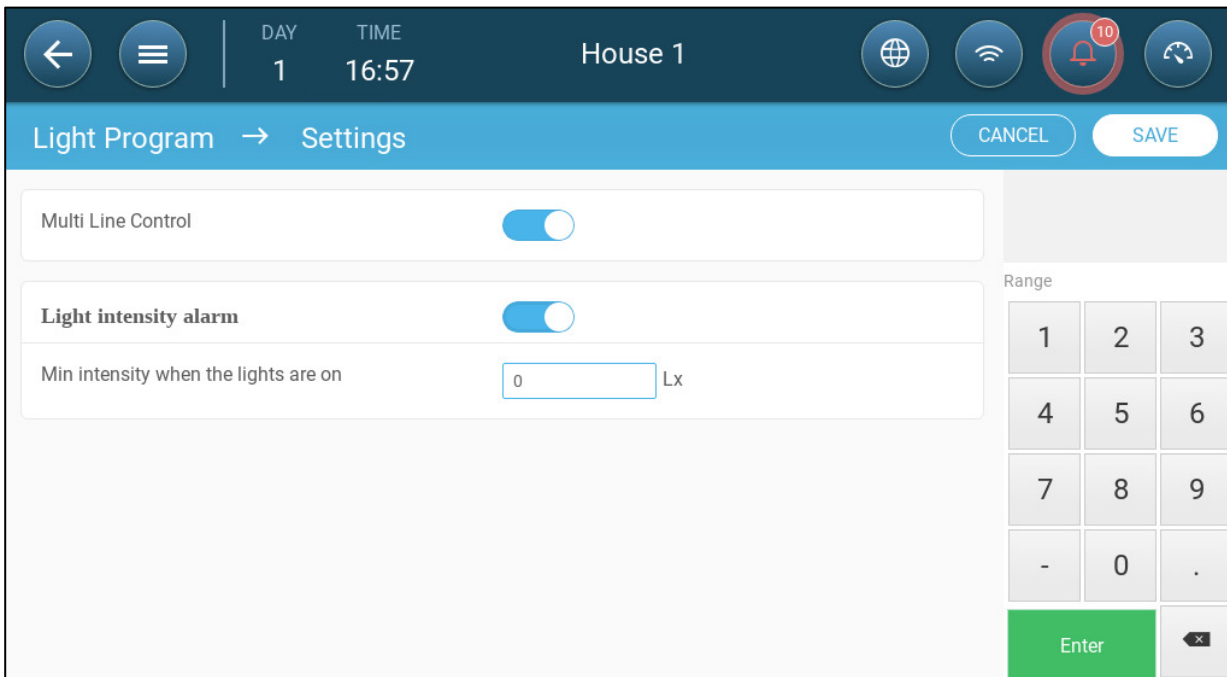 DAY TIME
1 16:57
House 1
10
Light Program → Settings
CANCEL SAVE
Multi Line Control
Light intensity alarm
Min intensity when the lights are on 0 Lx
Range
1 2 3
4 5 6
7 8 9
- 0 .
Enter